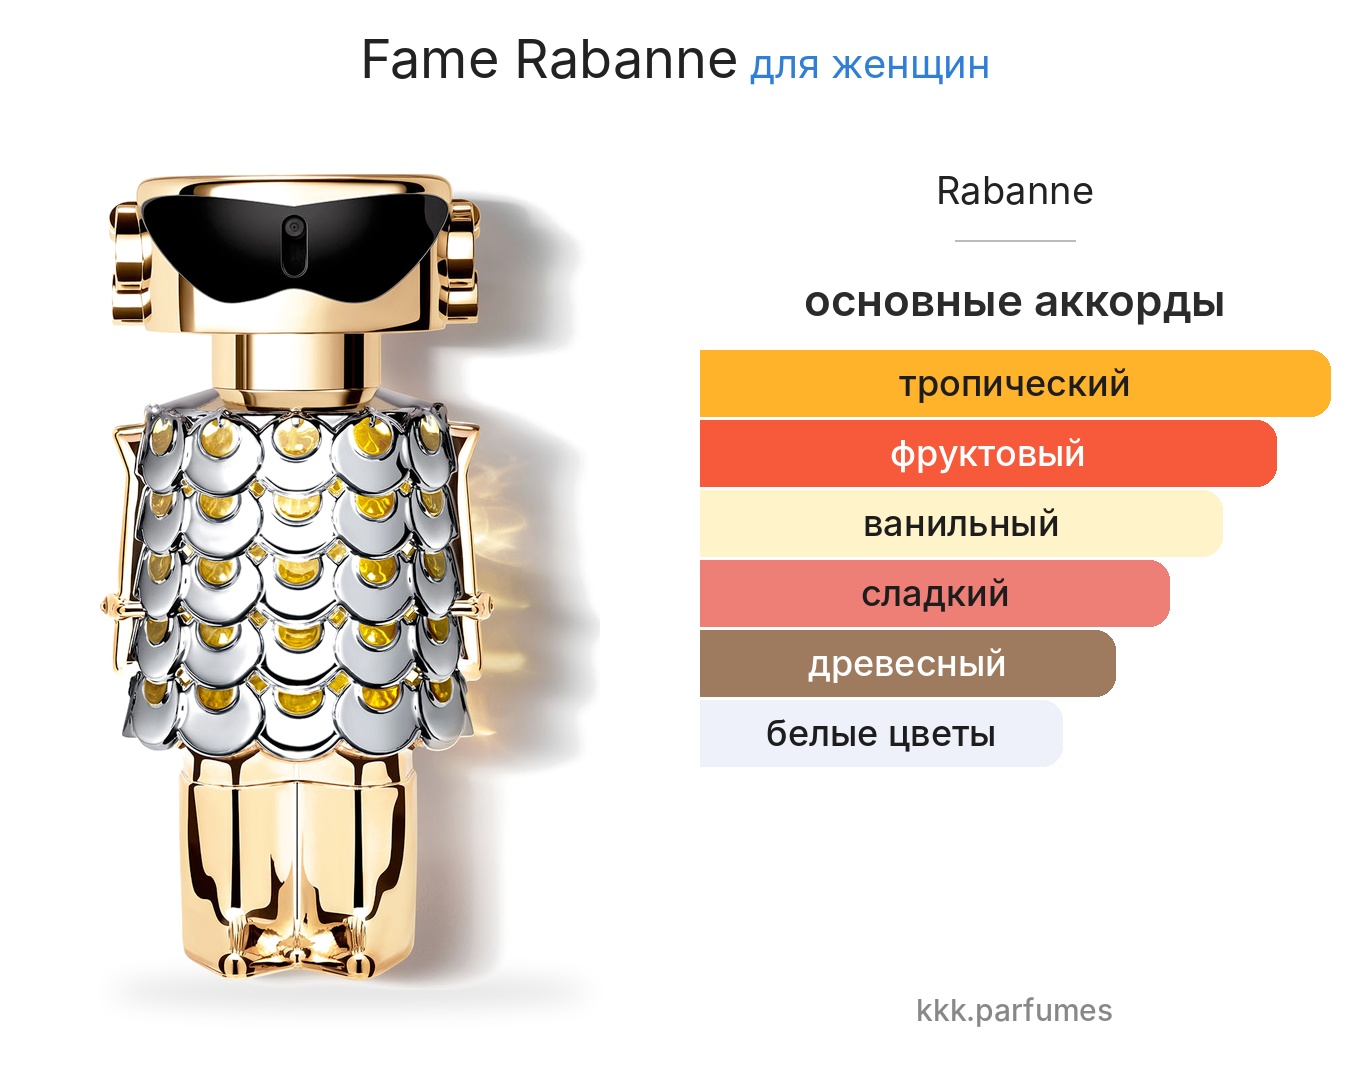 Fame Rabanne для женщин
Rabanne
основные аккорды
тропический
фруктовый
ванильный
сладкий
древесный
белые цветы
kkk.parfumes